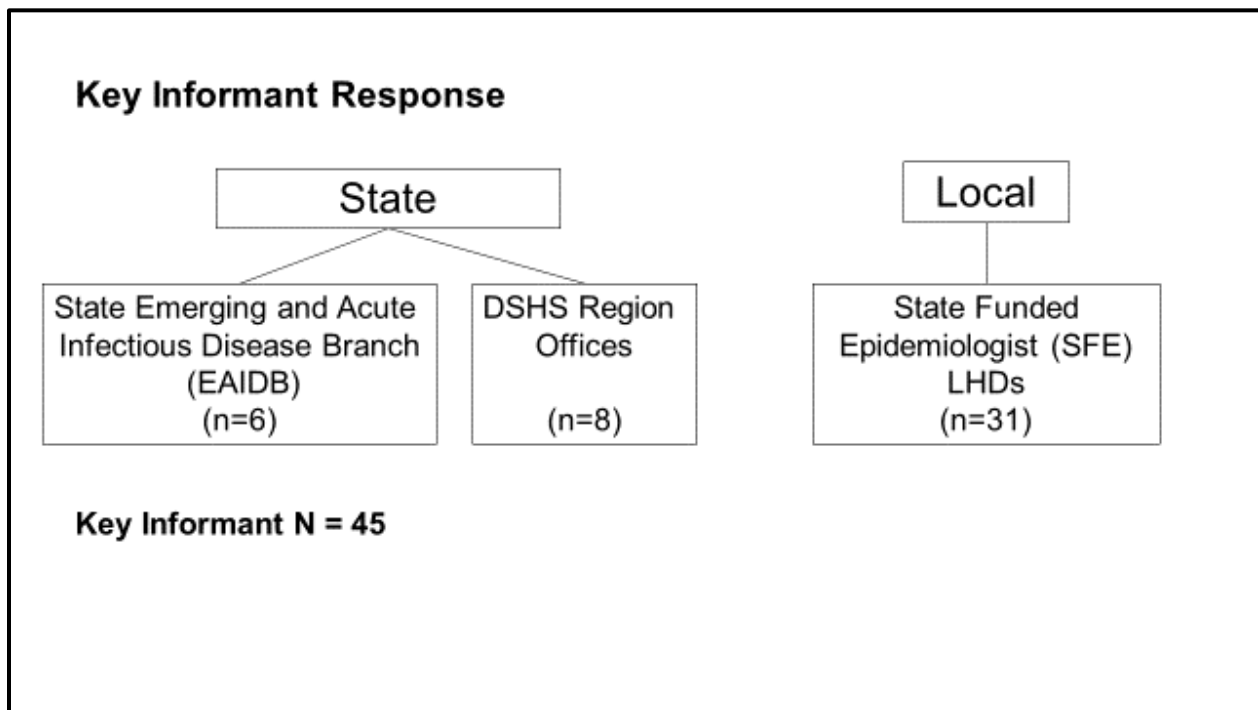 Key Informant Response
State
State Emerging and Acute
Infectious Disease Branch
(EAIDB)
(n=6)
DSHS Region
Offices
(n=8)
Local
State Funded
Epidemiologist (SFE)
LHDs
(n=31)
Key Informant N = 45